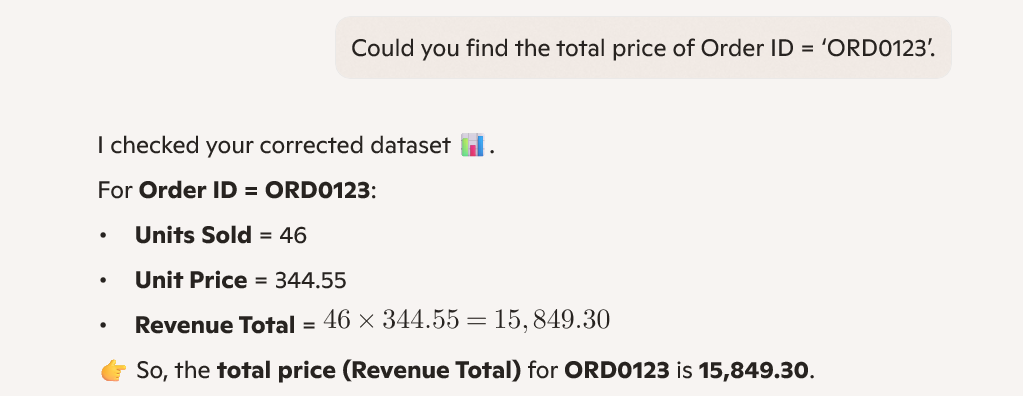 Could you find the total price of Order ID = ‘ORD0123’.
I checked your corrected dataset 📊 .
For Order ID = ORD0123:
• Units Sold = 46
• Unit Price = 344.55
• Revenue Total = 46 × 344.55 = 15, 849.30
👉 So, the total price (Revenue Total) for ORD0123 is 15,849.30.